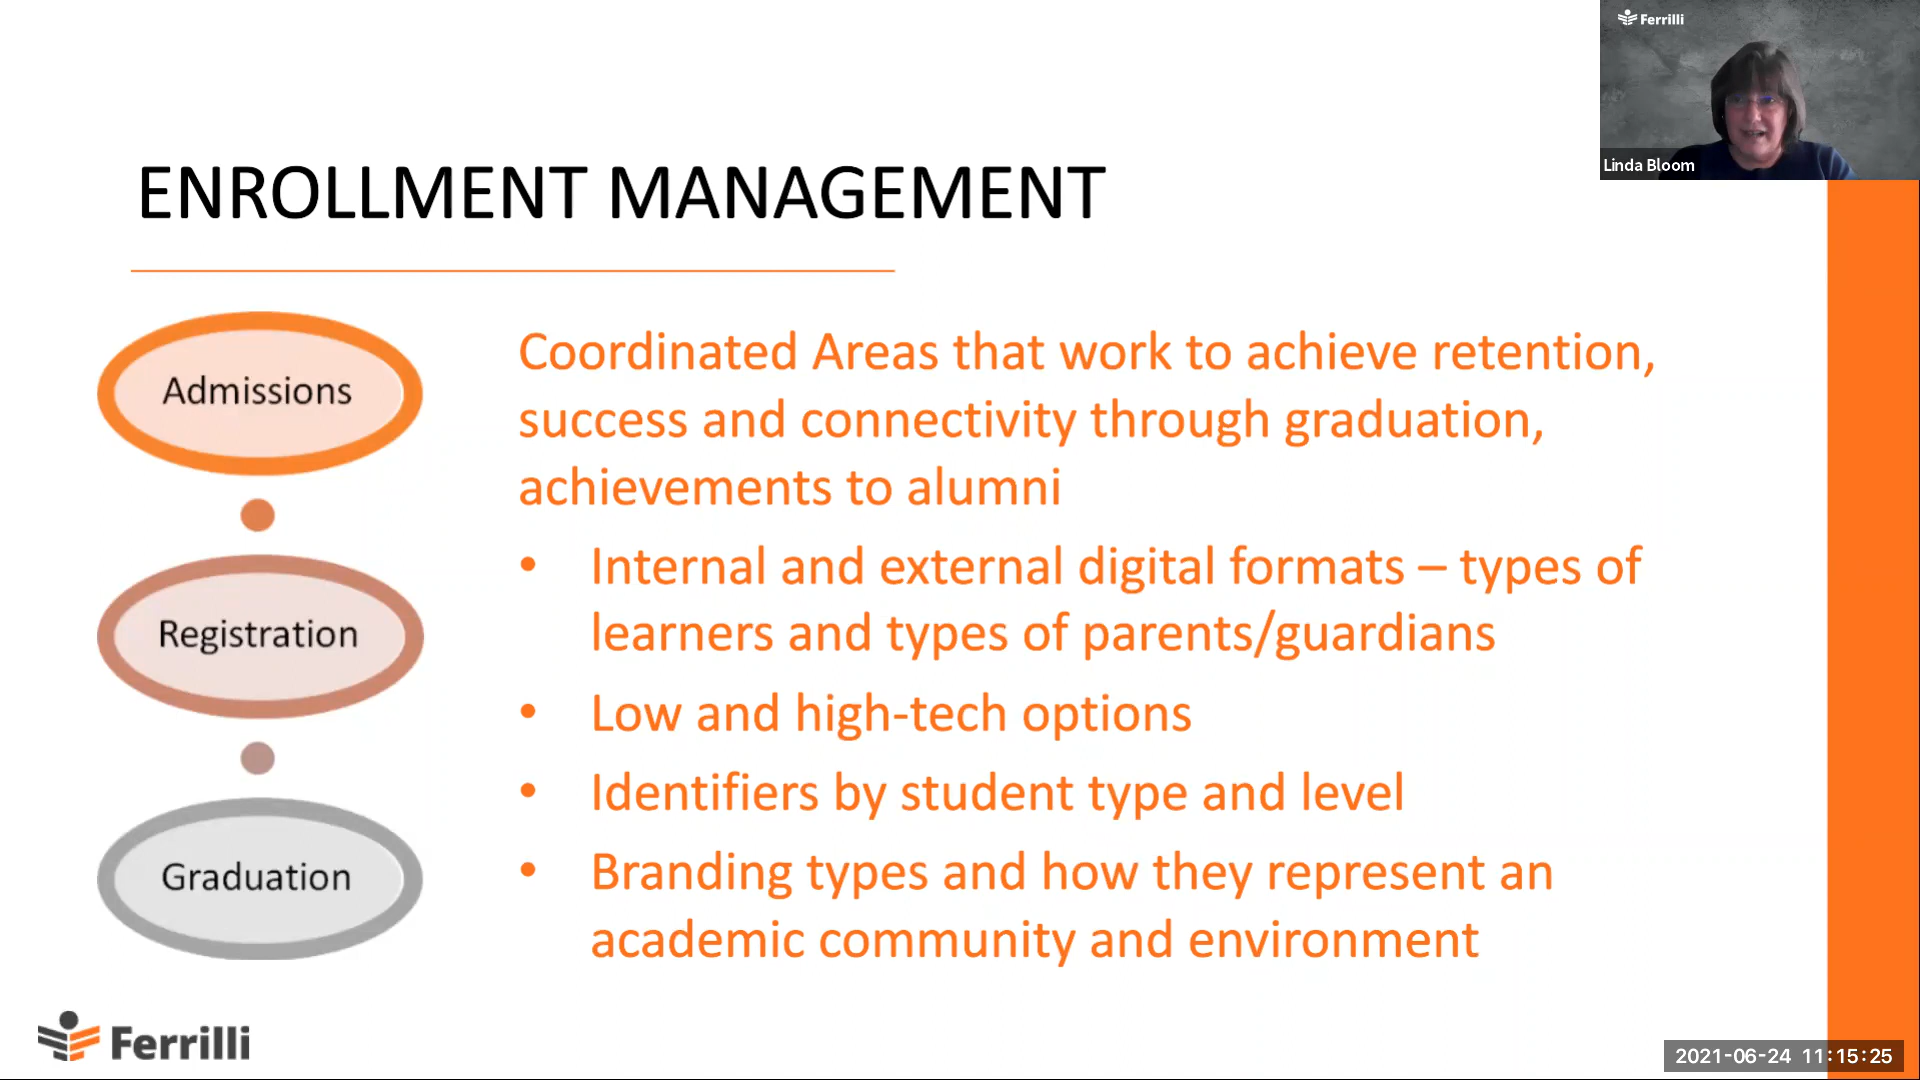 Ferrilli
Linda Bloom
ENROLLMENT MANAGEMENT
Admissions
Registration
Graduation
Coordinated Areas that work to achieve retention,
success and connectivity through graduation,
achievements to alumni
• Internal and external digital formats – types of
learners and types of parents/guardians
• Low and high-tech options
• Identifiers by student type and level
• Branding types and how they represent an
academic community and environment
Ferrilli
2021-06-24 11:15:25